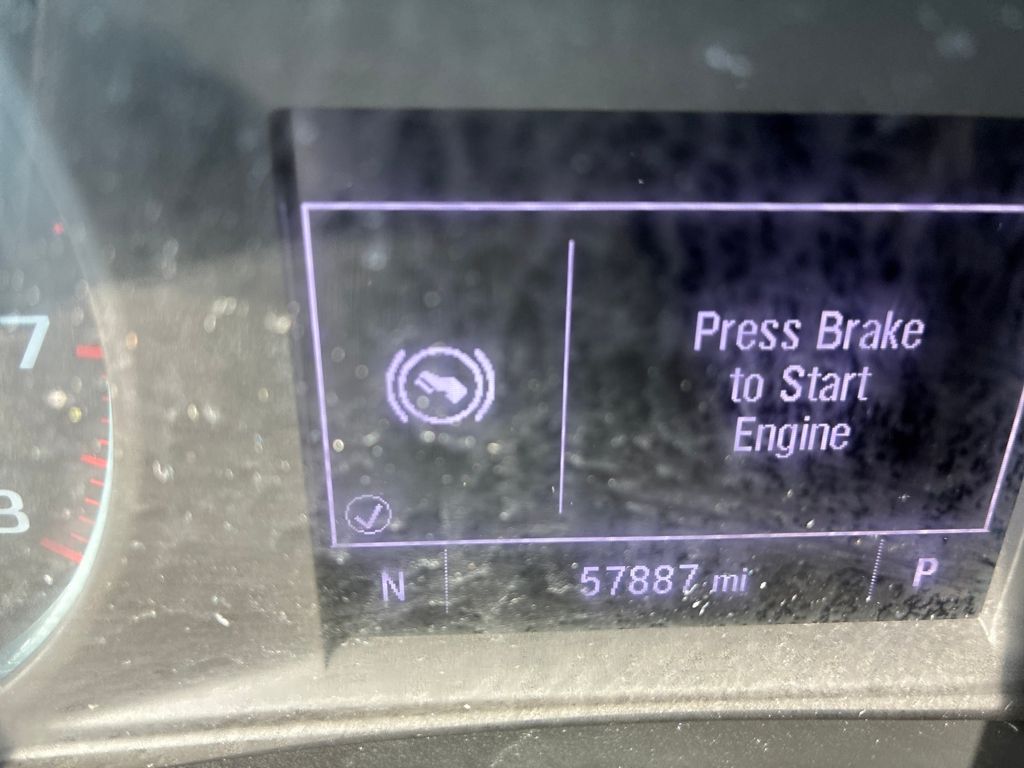 7
8
Press Brake
to Start
Engine
N 57887 mi P